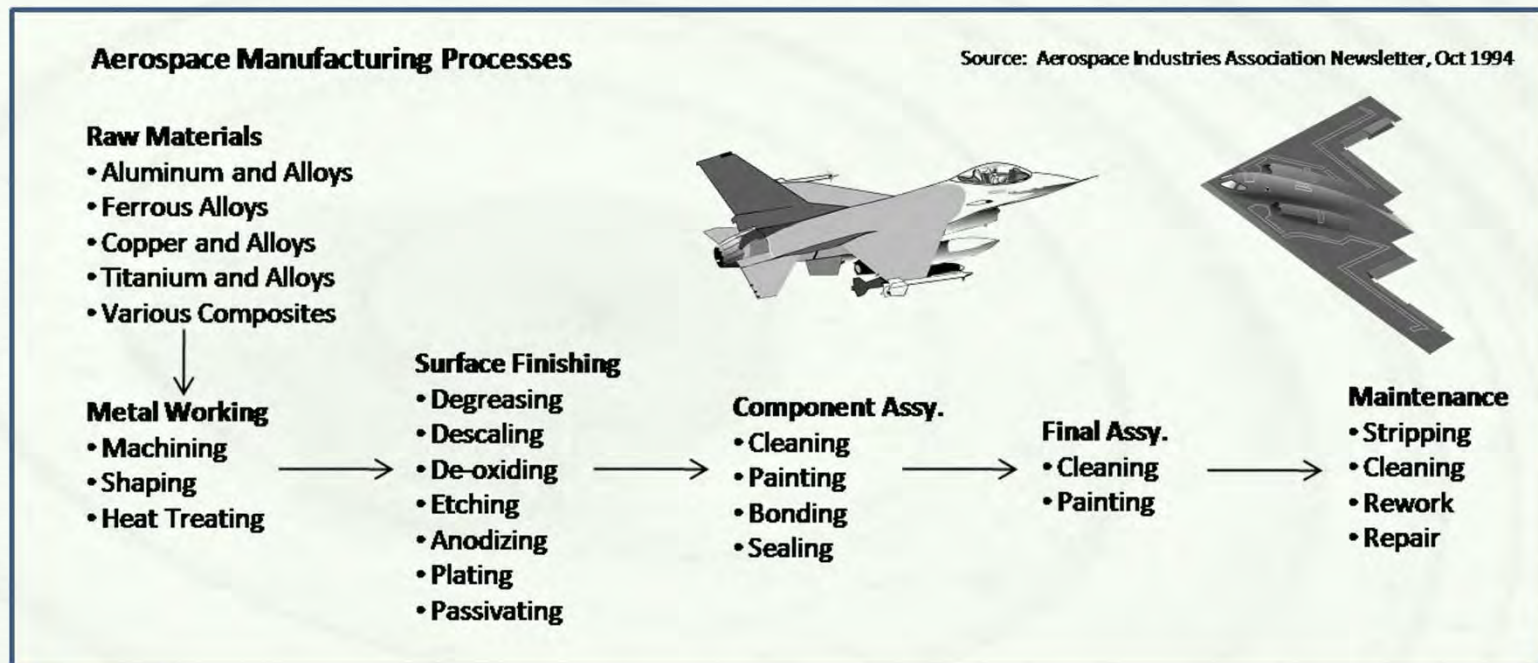 Aerospace Manufacturing Processes
Source: Aerospace Industries Association Newsletter, Oct 1994
Raw Materials
• Aluminum and Alloys
• Ferrous Alloys
• Copper and Alloys
• Titanium and Alloys
• Various Composites
Metal Working
• Machining
• Shaping
• Heat Treating
Surface Finishing
• Degreasing
• Descaling
• De-oxiding
• Etching
• Anodizing
• Plating
• Passivating
Component Assy.
• Cleaning
• Painting
• Bonding
• Sealing
Final Assy.
• Cleaning
• Painting
Maintenance
• Stripping
• Cleaning
• Rework
• Repair